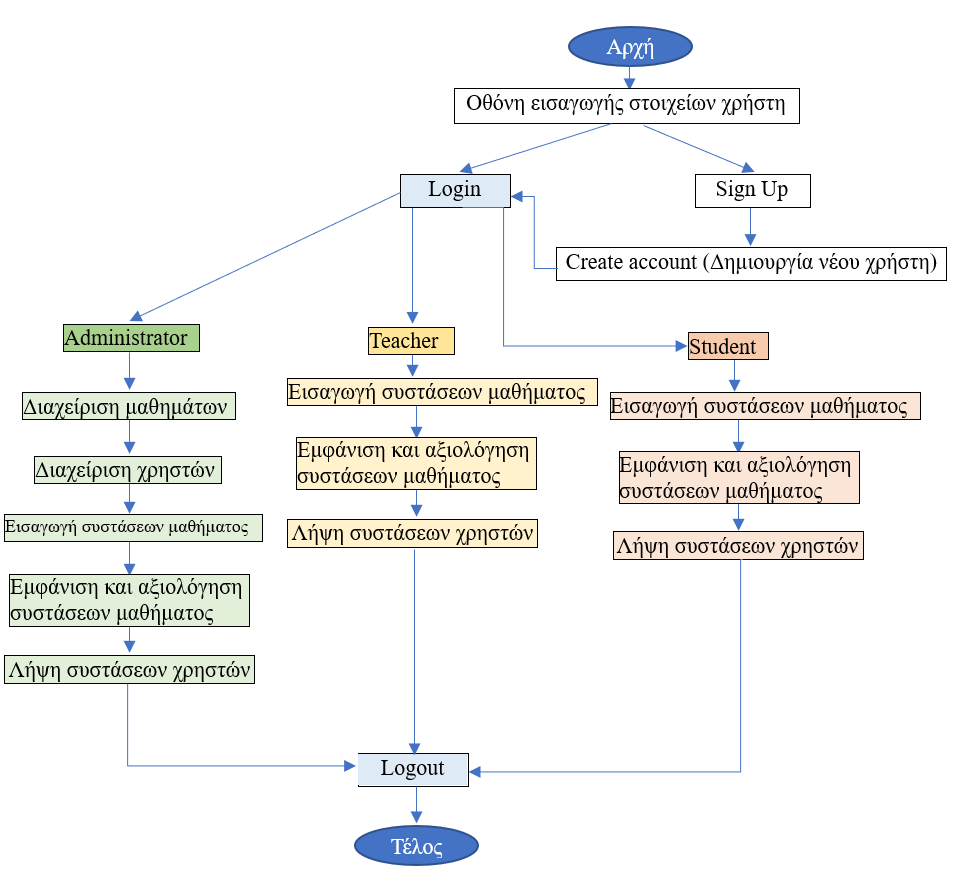 Αρχή
Οθόνη εισαγωγής στοιχείων χρήστη
Login
Sign Up
Create account (Δημιουργία νέου χρήστη)
Administrator
Διαχείριση μαθημάτων
Διαχείριση χρηστών
Εισαγωγή συστάσεων μαθήματος
Εμφάνιση και αξιολόγηση
συστάσεων μαθήματος
Λήψη συστάσεων χρηστών
Teacher
Εισαγωγή συστάσεων μαθήματος
Εμφάνιση και αξιολόγηση
συστάσεων μαθήματος
Λήψη συστάσεων χρηστών
Student
Εισαγωγή συστάσεων μαθήματος
Εμφάνιση και αξιολόγηση
συστάσεων μαθήματος
Λήψη συστάσεων χρηστών
Logout
Τέλος